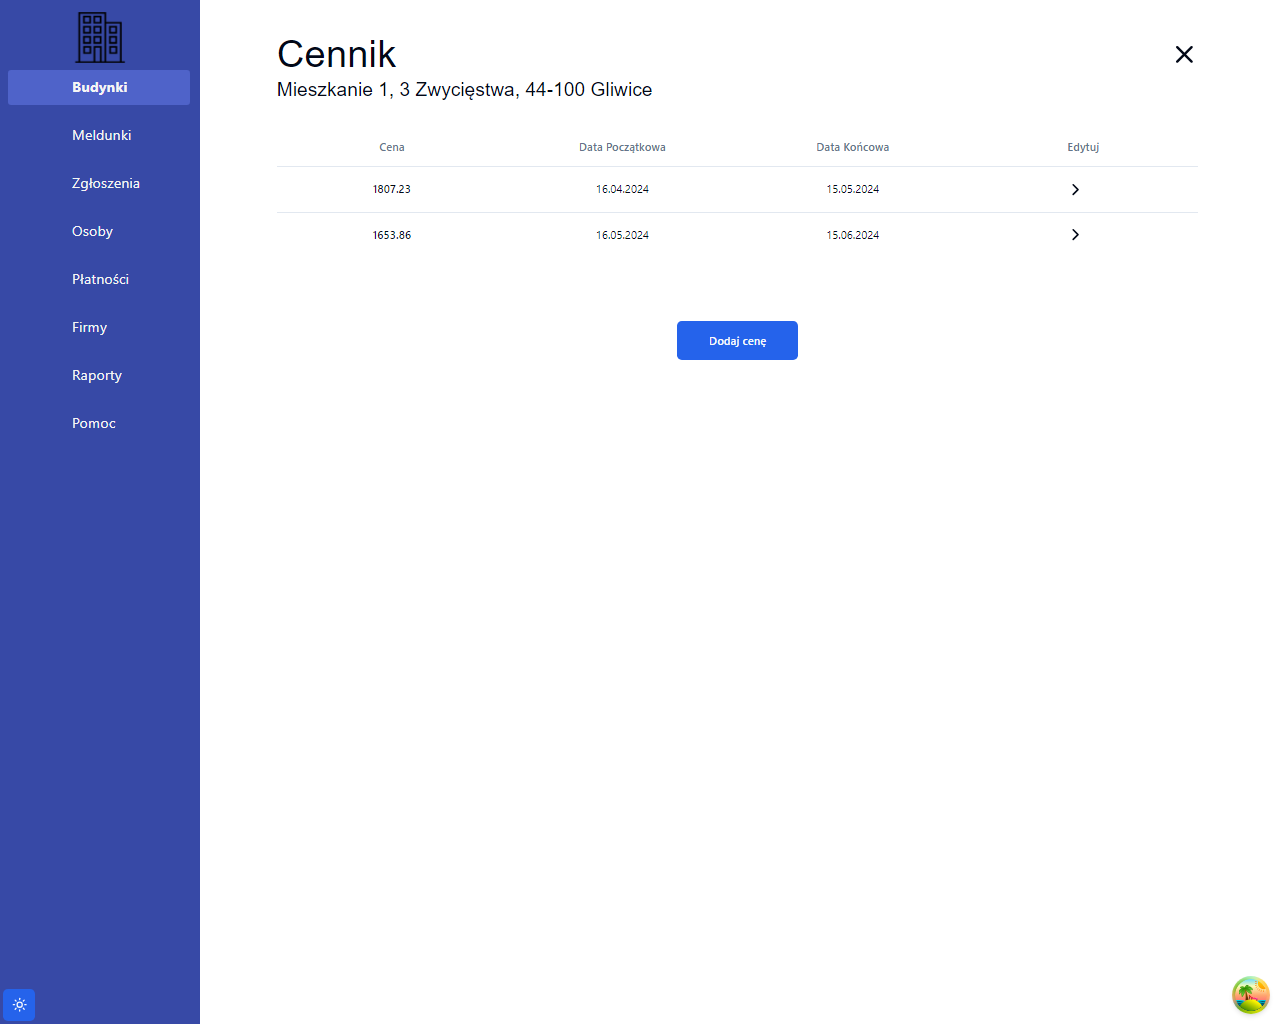 Budynki
Meldunki
Zgłoszenia
Osoby
Płatności
Firmy
Raporty
Pomoc
Cennik
Mieszkanie 1, 3 Zwycięstwa, 44-100 Gliwice
Cena Data Początkowa Data Końcowa Edytuj
1807.23 16.04.2024 15.05.2024
1653.86 16.05.2024 15.06.2024
Dodaj cenę